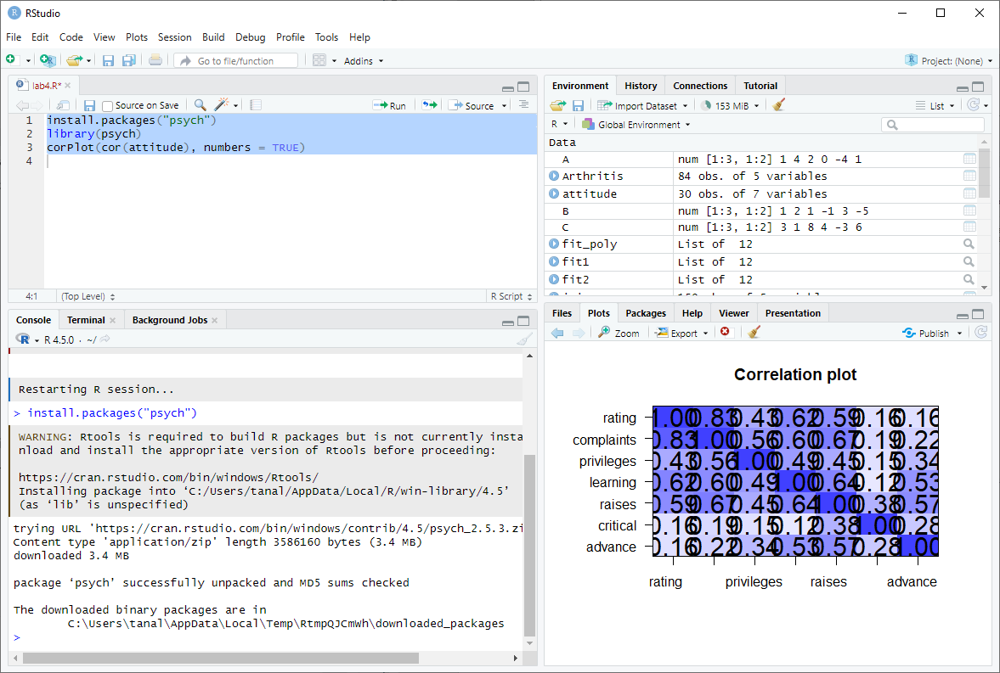 RStudio
File Edit Code View Plots Session Build Debug Profile Tools Help
Go to file/function Addins Project: (None)
lab4.R*
Source on Save Run Source
1 install.packages("psych")
2 library(psych)
3 corPlot(cor(attitude), numbers = TRUE)
4
4:1 (Top Level) R Script
Console Terminal Background Jobs
R 4.5.0 · ~/
Restarting R session...
> install.packages("psych")
WARNING: Rtools is required to build R packages but is not currently insta
nload and install the appropriate version of Rtools before proceeding:
https://cran.rstudio.com/bin/windows/Rtools/
Installing package into ‘C:/Users/tanal/AppData/Local/R/win-library/4.5’
(as ‘lib’ is unspecified)
trying URL 'https://cran.rstudio.com/bin/windows/contrib/4.5/psych_2.5.3.zi
Content type 'application/zip' length 3586160 bytes (3.4 MB)
downloaded 3.4 MB
package ‘psych’ successfully unpacked and MD5 sums checked
The downloaded binary packages are in
C:\Users\tanal\AppData\Local\Temp\RtmpQJCmWh\downloaded_packages
>
Environment History Connections Tutorial
Import Dataset 153 MiB List
R Global Environment
Data
A num [1:3, 1:2] 1 4 2 0 -4 1
Arthritis 84 obs. of 5 variables
attitude 30 obs. of 7 variables
B num [1:3, 1:2] 1 2 1 -1 3 -5
C num [1:3, 1:2] 3 1 8 4 -3 6
fit_poly List of 12
fit1 List of 12
fit2 List of 12
Files Plots Packages Help Viewer Presentation
Zoom Export Publish
Correlation plot
rating 1.00 0.83 0.43 0.62 0.59 0.16 0.16
complaints 0.83 1.00 0.56 0.60 0.67 0.19 0.22
privileges 0.43 0.56 1.00 0.49 0.45 0.15 0.34
learning 0.62 0.60 0.49 1.00 0.64 0.12 0.53
raises 0.59 0.67 0.45 0.64 1.00 0.38 0.57
critical 0.16 0.19 0.15 0.12 0.38 1.00 0.28
advance 0.16 0.22 0.34 0.53 0.57 0.28 1.00
rating privileges raises advance